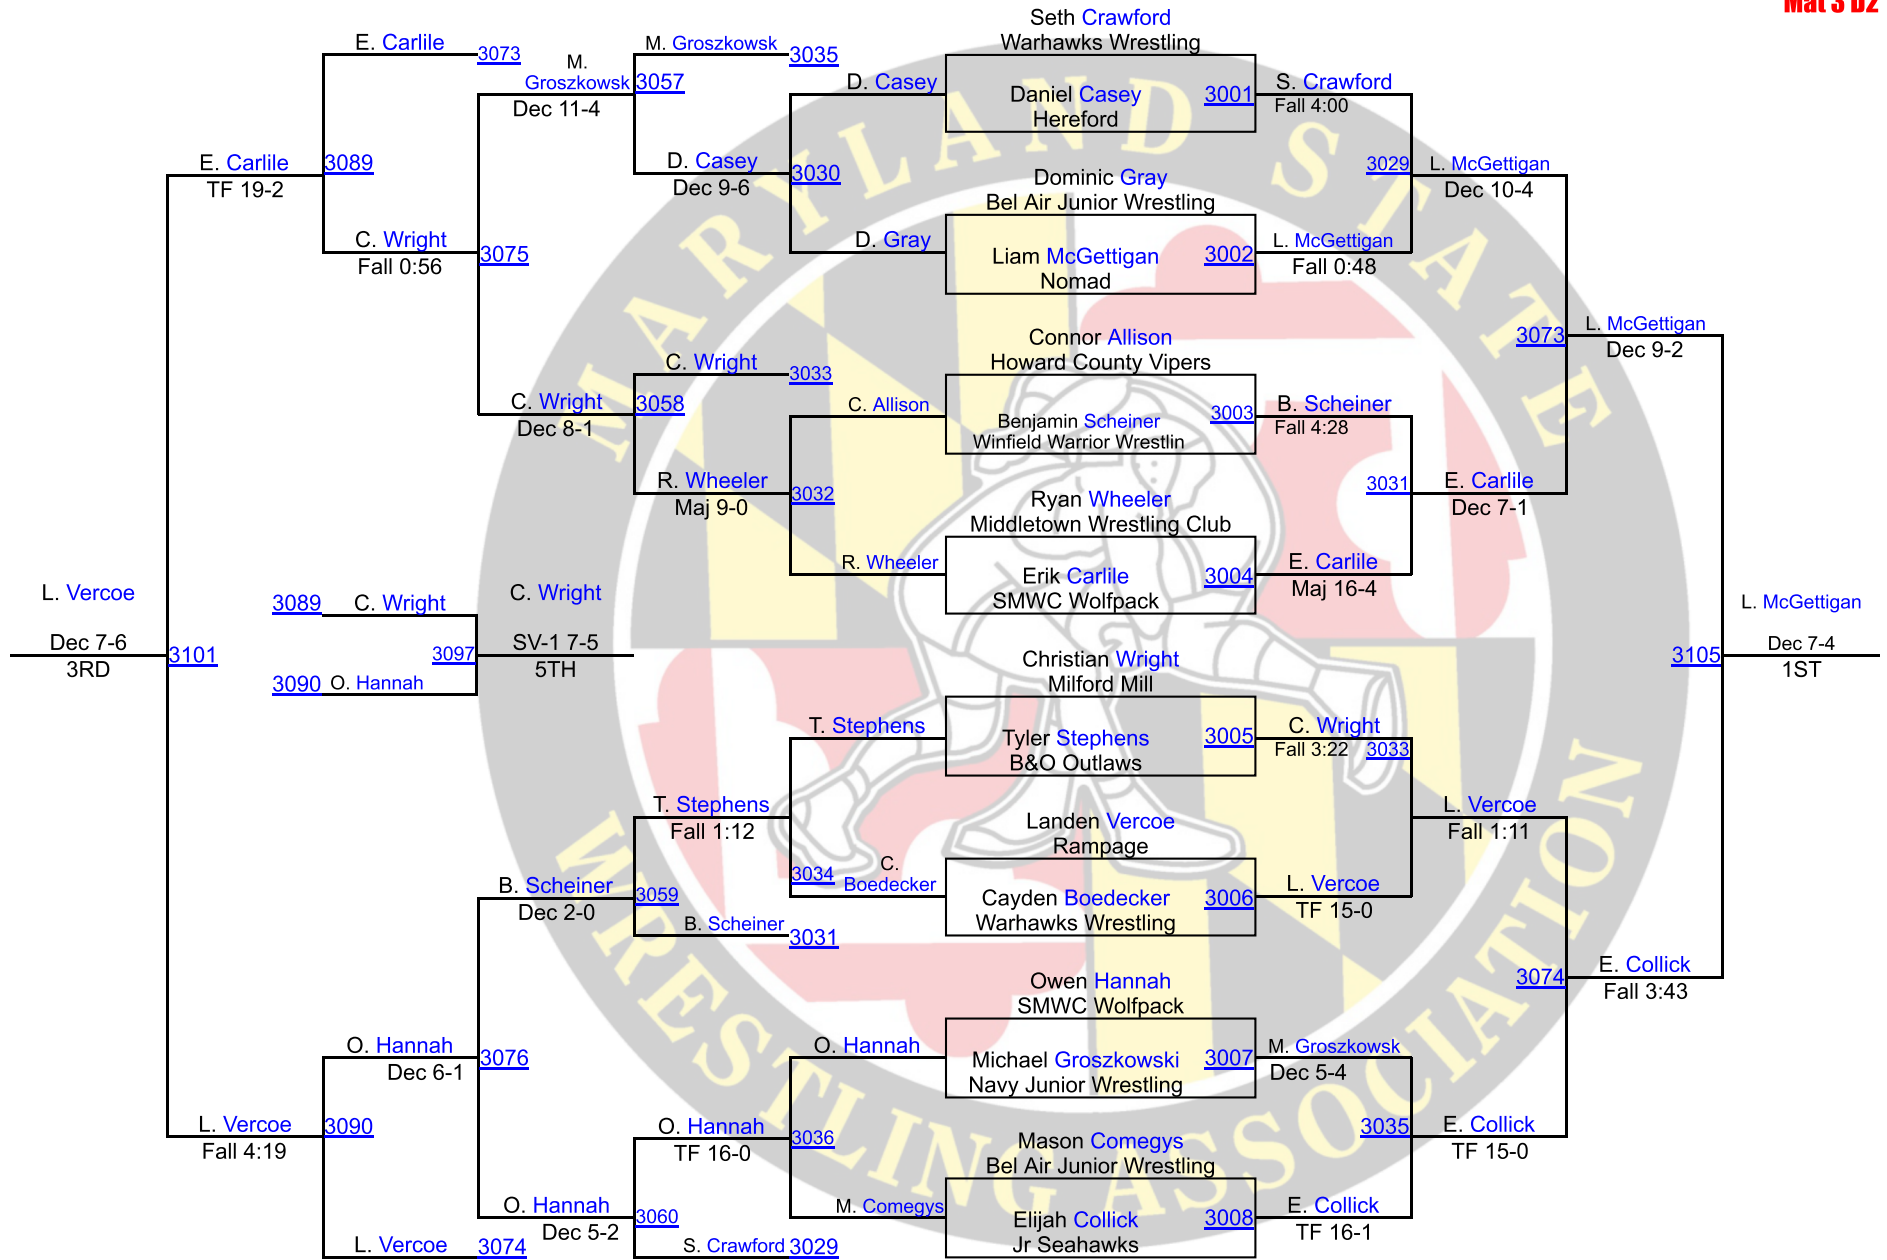 Mat 3 D2
Seth Crawford
Warhawks Wrestling
E. Carlile
3073
M.
Groszkowsk
3057
Dec 11-4
M. Groszkowsk
3035
D. Casey
Daniel Casey
3001
Hereford
S. Crawford
Fall 4:00
E. Carlile
3089
TF 19-2
D. Casey
3030
Dec 9-6
Dominic Gray
Bel Air Junior Wrestling
3029
L. McGettigan
Dec 10-4
C. Wright
3075
Fall 0:56
D. Gray
Liam McGettigan
3002
Nomad
L. McGettigan
Fall 0:48
Connor Allison
Howard County Vipers
3073
L. McGettigan
Dec 9-2
C. Wright
3033
C. Wright
3058
Dec 8-1
C. Allison
Benjamin Scheiner
3003
Winfield Warrior Wrestlin
B. Scheiner
Fall 4:28
R. Wheeler
3032
Maj 9-0
Ryan Wheeler
Middletown Wrestling Club
3031
E. Carlile
Dec 7-1
R. Wheeler
Erik Carlile
3004
SMWC Wolfpack
E. Carlile
Maj 16-4
L. Vercoe
Dec 7-6
3RD
3101
3089
C. Wright
3097
3090
O. Hannah
C. Wright
SV-1 7-5
5TH
Christian Wright
Milford Mill
L. McGettigan
3105
Dec 7-4
1ST
T. Stephens
Tyler Stephens
3005
B&O Outlaws
C. Wright
Fall 3:22
3033
T. Stephens
Fall 1:12
Landen Vercoe
Rampage
L. Vercoe
Fall 1:11
3034
C.
Boedecker
Cayden Boedecker
3006
Warhawks Wrestling
L. Vercoe
TF 15-0
B. Scheiner
3059
Dec 2-0
B. Scheiner
3031
Owen Hannah
SMWC Wolfpack
3074
E. Collick
Fall 3:43
O. Hannah
3076
Dec 6-1
O. Hannah
Michael Groszkowski
3007
Navy Junior Wrestling
M. Groszkowsk
Dec 5-4
L. Vercoe
3090
Fall 4:19
O. Hannah
3036
TF 16-0
Mason Comegys
Bel Air Junior Wrestling
3035
E. Collick
TF 15-0
O. Hannah
3060
Dec 5-2
M. Comegys
Elijah Collick
3008
Jr Seahawks
E. Collick
TF 16-1
L. Vercoe
3074
S. Crawford
3029
MARYLAND STATE
WRESTLING ASSOCIATION